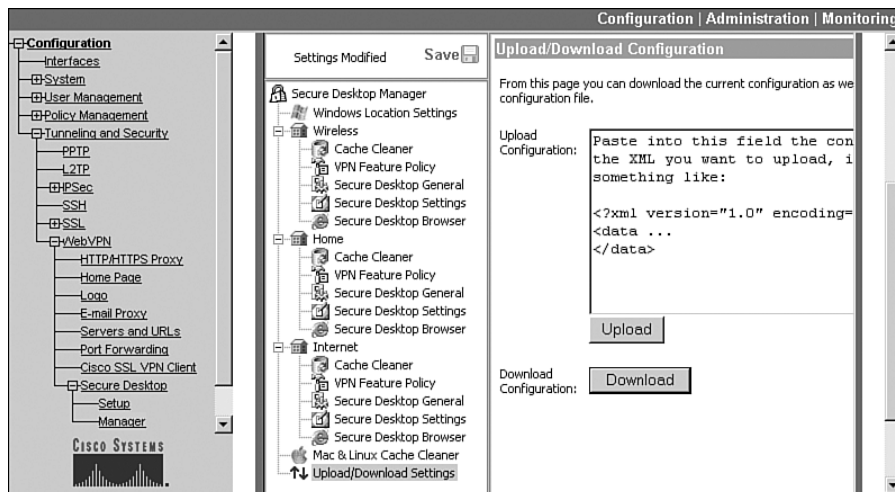 Configuration | Administration | Monitoring
Configuration
Interfaces
System
User Management
Policy Management
Tunneling and Security
PPTP
L2TP
IPSec
SSH
SSL
WebVPN
HTTP/HTTPS Proxy
Home Page
Logo
E-mail Proxy
Servers and URLs
Port Forwarding
Cisco SSL VPN Client
Secure Desktop
Setup
Manager
CISCO SYSTEMS
Settings Modified Save
Secure Desktop Manager
Windows Location Settings
Wireless
Cache Cleaner
VPN Feature Policy
Secure Desktop General
Secure Desktop Settings
Secure Desktop Browser
Home
Cache Cleaner
VPN Feature Policy
Secure Desktop General
Secure Desktop Settings
Secure Desktop Browser
Internet
Cache Cleaner
VPN Feature Policy
Secure Desktop General
Secure Desktop Settings
Secure Desktop Browser
Mac & Linux Cache Cleaner
Upload/Download Settings
Upload/Download Configuration
From this page you can download the current configuration as we
configuration file.
Upload
Configuration:
Paste into this field the con
the XML you want to upload, i
something like:
<?xml version="1.0" encoding=
<data ...
</data>
Upload
Download
Configuration:
Download